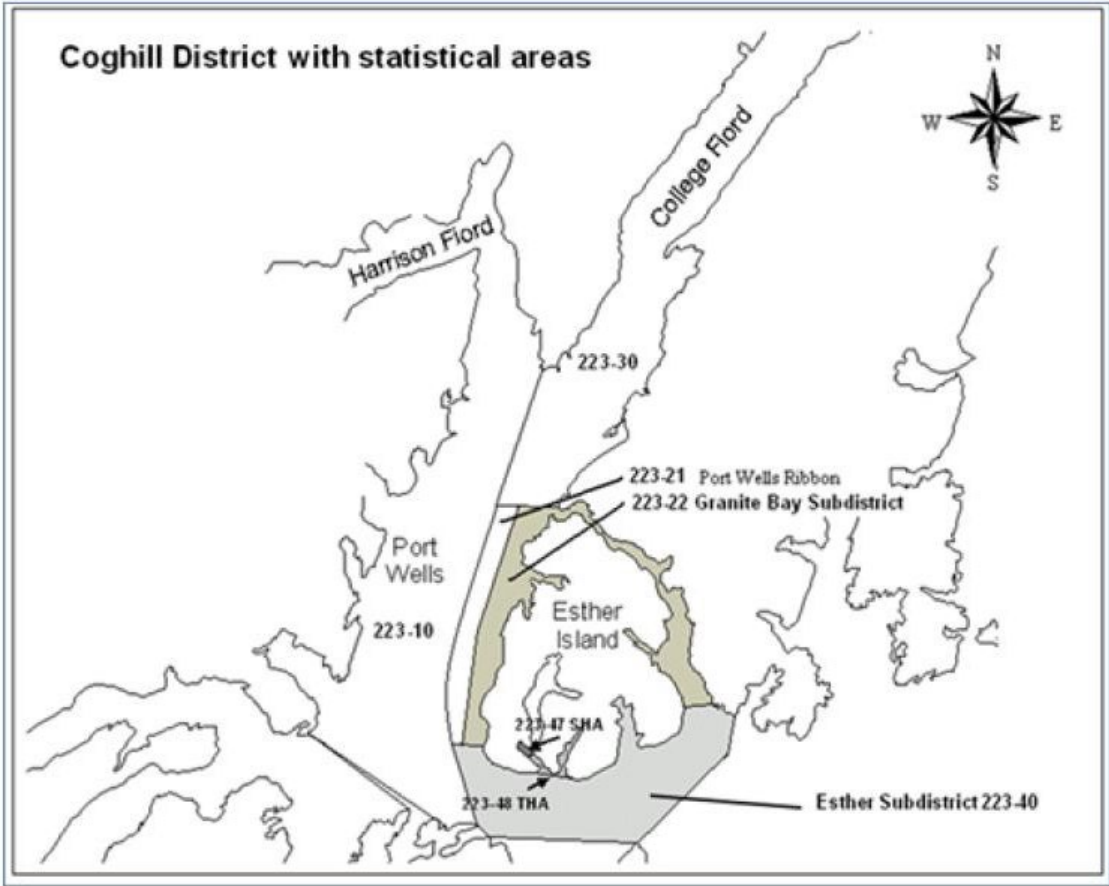 Coghill District with statistical areas
N
W
E
S
College Fiord
Harrison Fiord
223-30
223-21 Port Wells Ribbon
223-22 Granite Bay Subdistrict
Port
Wells
Esther
Island
223-10
223-47 SHA
223-48 THA
Esther Subdistrict 223-40